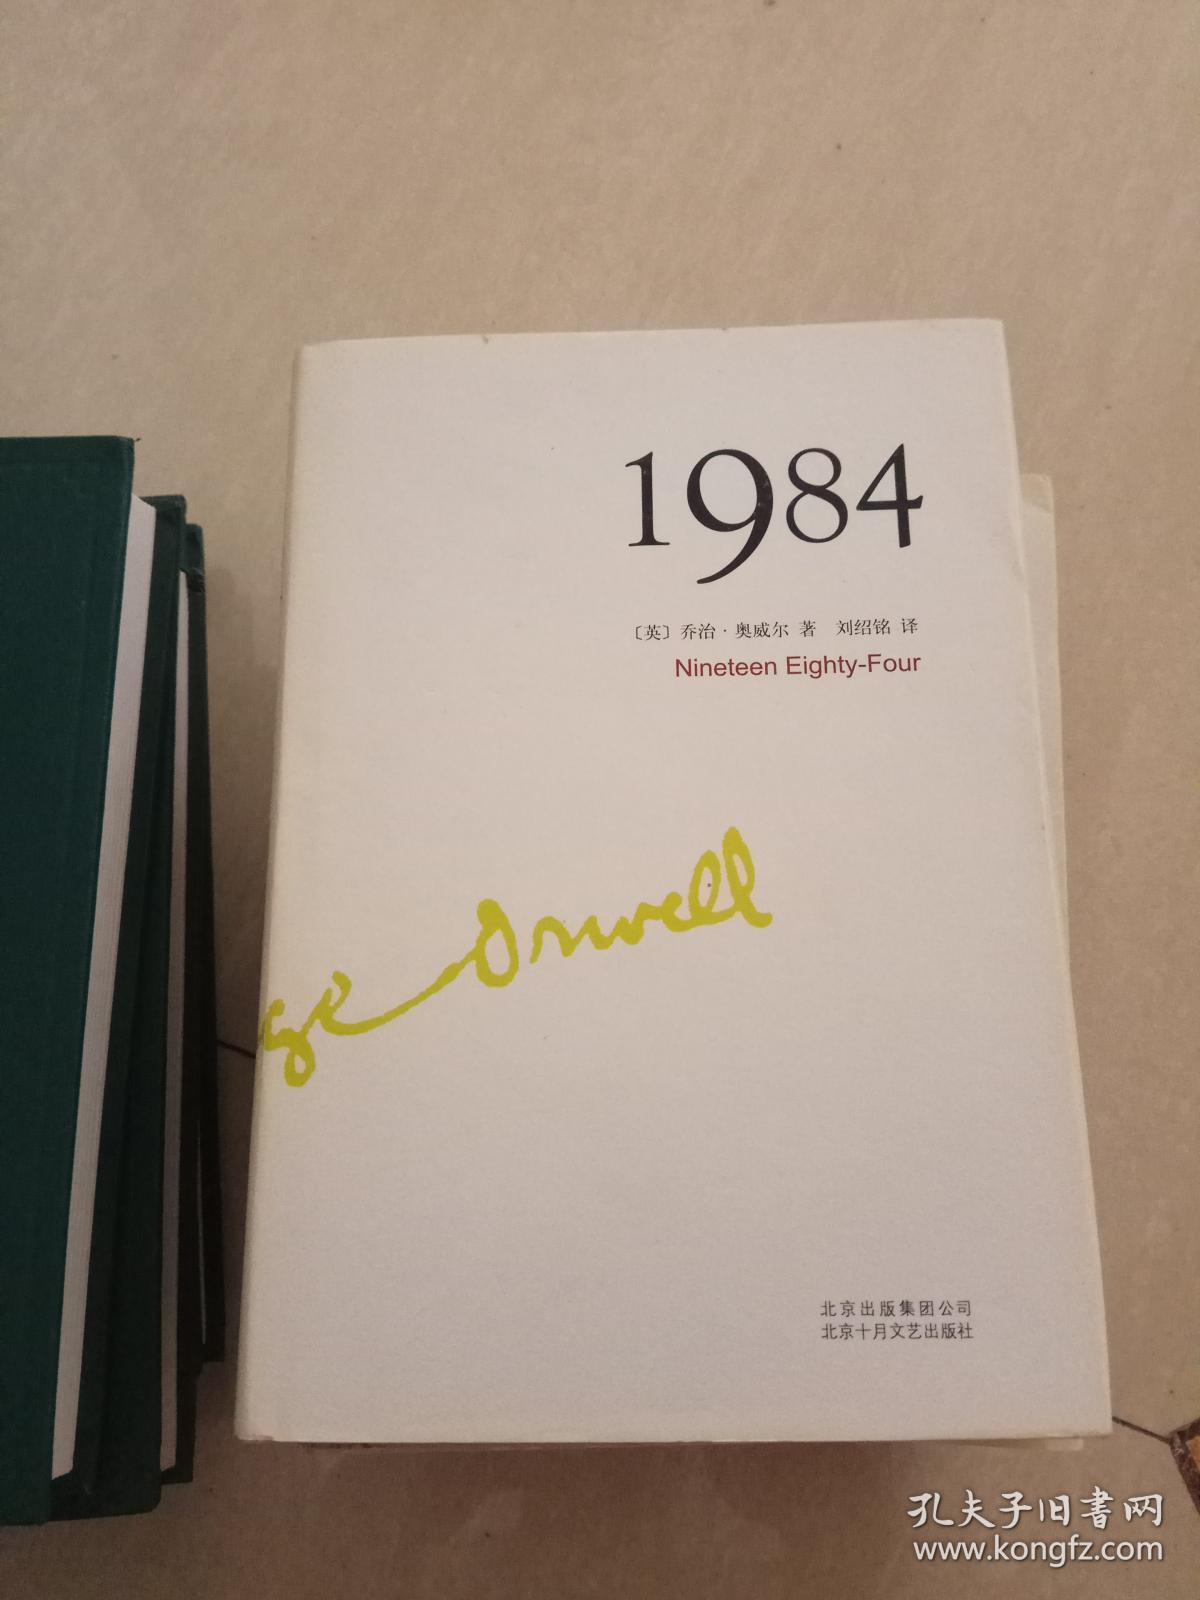 1984
〔英〕乔治·奥威尔 著 刘绍铭 译
Nineteen Eighty-Four
ge Orwell
北京出版集团公司
北京十月文艺出版社
孔夫子旧书网
www.kongfz.com